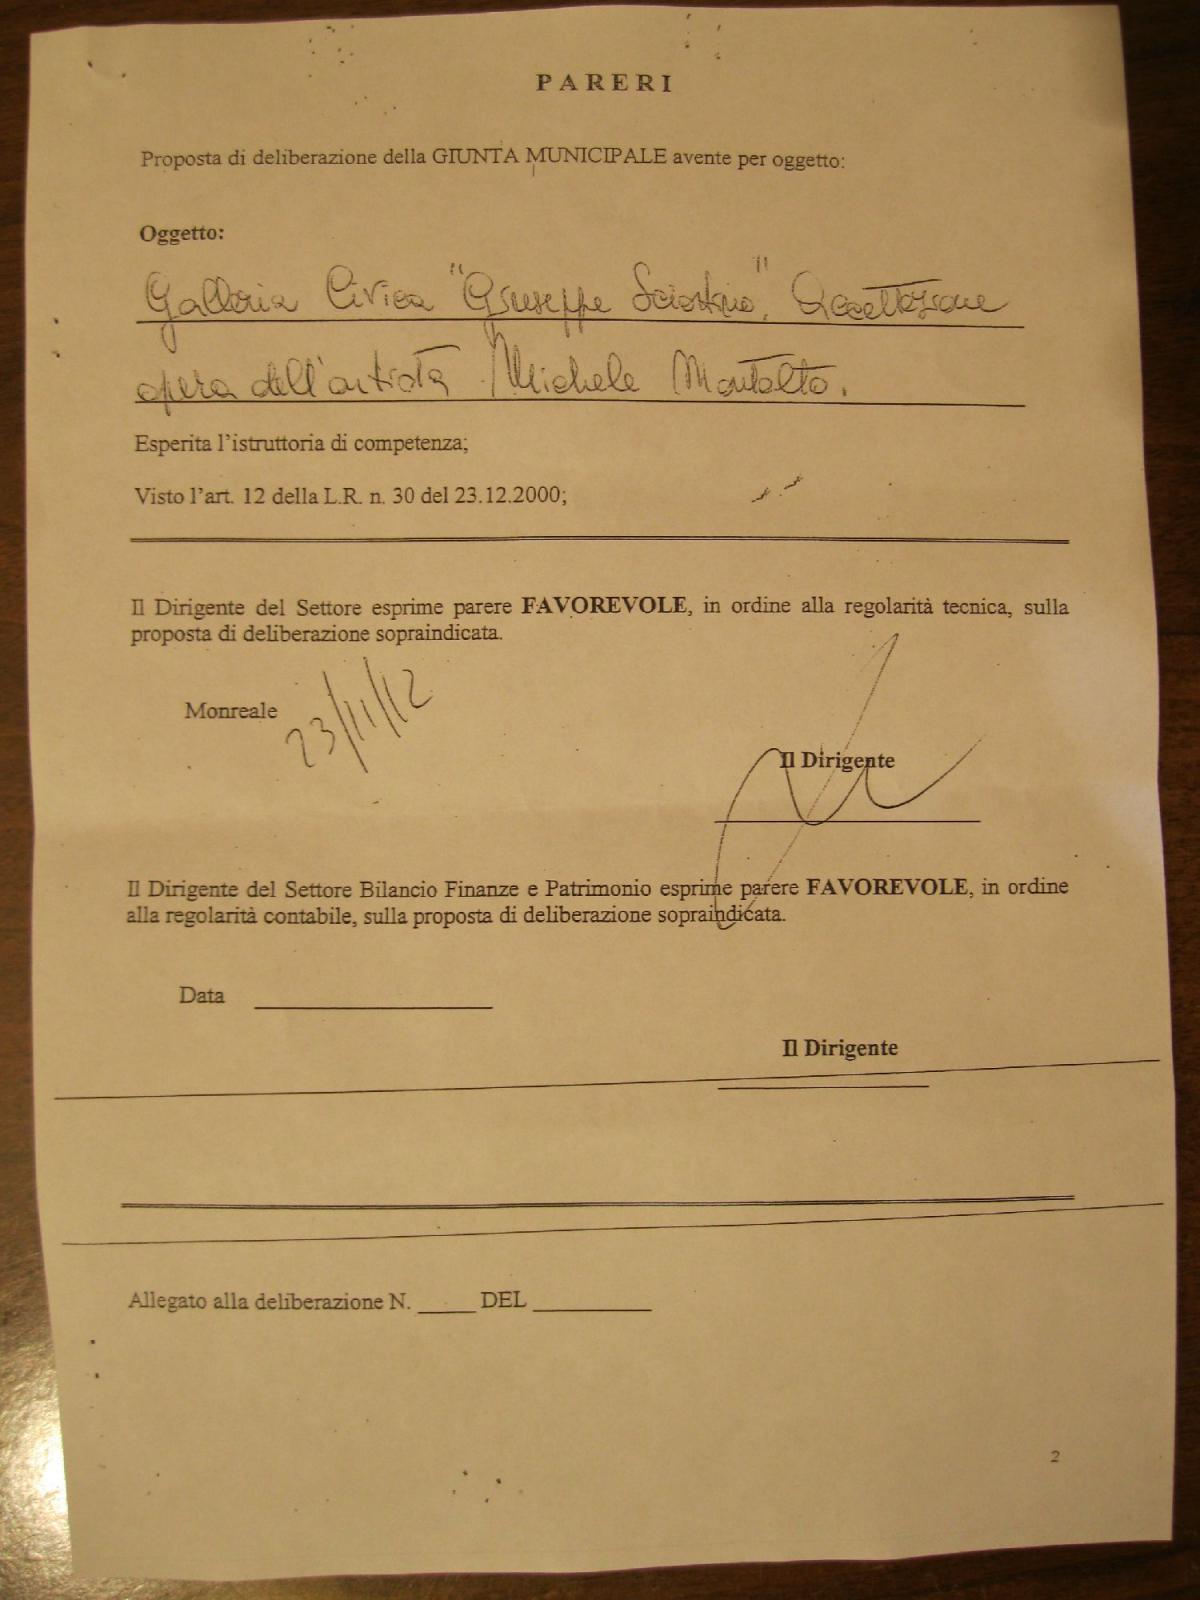 PARERI
Proposta di deliberazione della GIUNTA MUNICIPALE avente per oggetto:
Oggetto:
Galleria Civica "Giuseppe Sciortino". Accettazione
opera dell'artista Michele Montalto.
Esperita l'istruttoria di competenza;
Visto l'art. 12 della L.R. n. 30 del 23.12.2000;
Il Dirigente del Settore esprime parere FAVOREVOLE, in ordine alla regolarità tecnica, sulla
proposta di deliberazione sopraindicata.
Monreale 23/11/12
Il Dirigente
Il Dirigente del Settore Bilancio Finanze e Patrimonio esprime parere FAVOREVOLE, in ordine
alla regolarità contabile, sulla proposta di deliberazione sopraindicata.
Data
Il Dirigente
Allegato alla deliberazione N. _____ DEL __________
2